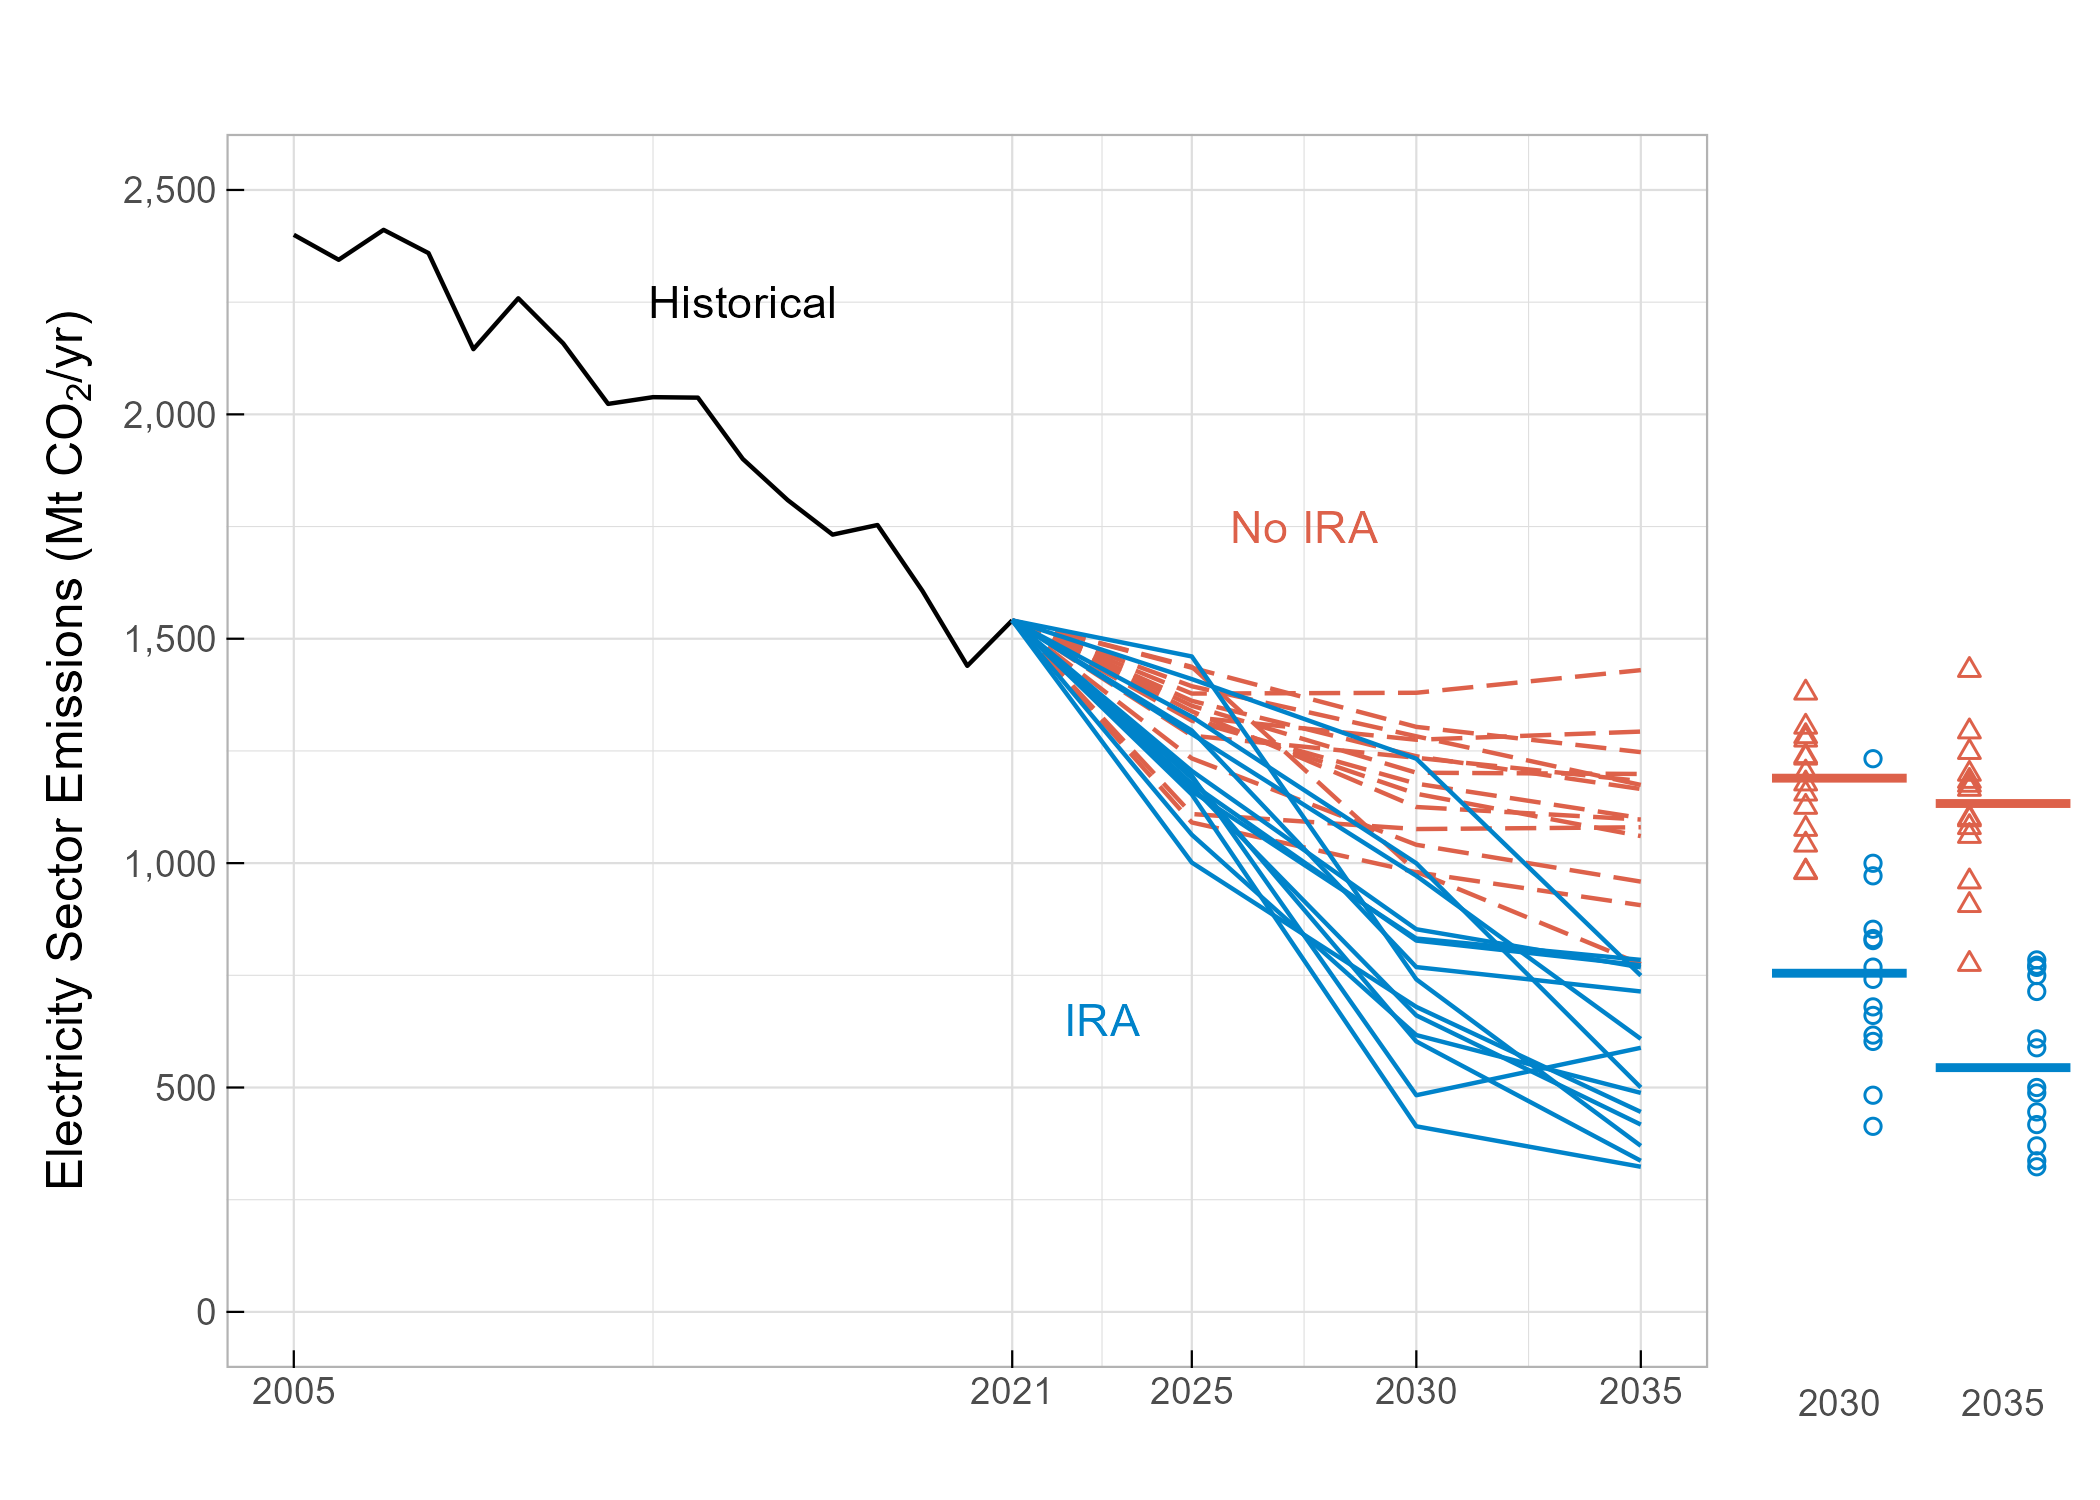 Electricity Sector Emissions (Mt CO₂/yr)
2,500
2,000
1,500
1,000
500
0
Historical
No IRA
IRA
2005 2021 2025 2030 2035
2030 2035